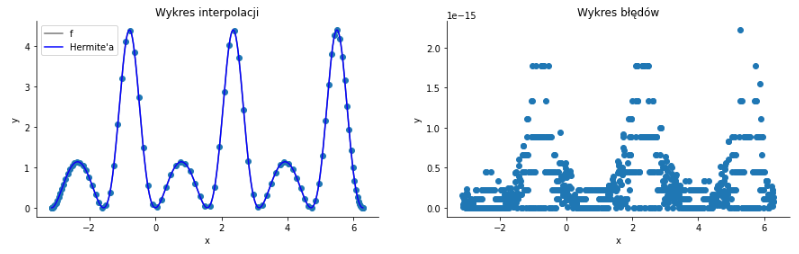 Wykres interpolacji
f
Hermite'a
y
4
3
2
1
0
−2
0
2
4
6
x
Wykres błędów
1e−15
y
2.0
1.5
1.0
0.5
0.0
−2
0
2
4
6
x